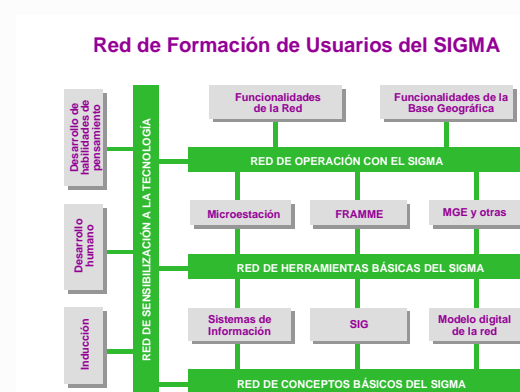 Red de Formación de Usuarios del SIGMA
Desarrollo de
habilidades de
pensamiento
Desarrollo
humano
Inducción
RED DE SENSIBILIZACIÓN A LA TECNOLOGÍA
Funcionalidades
de la Red
Funcionalidades de la
Base Geográfica
RED DE OPERACIÓN CON EL SIGMA
Microestación
FRAMME
MGE y otras
RED DE HERRAMIENTAS BÁSICAS DEL SIGMA
Sistemas de
Información
SIG
Modelo digital
de la red
RED DE CONCEPTOS BÁSICOS DEL SIGMA